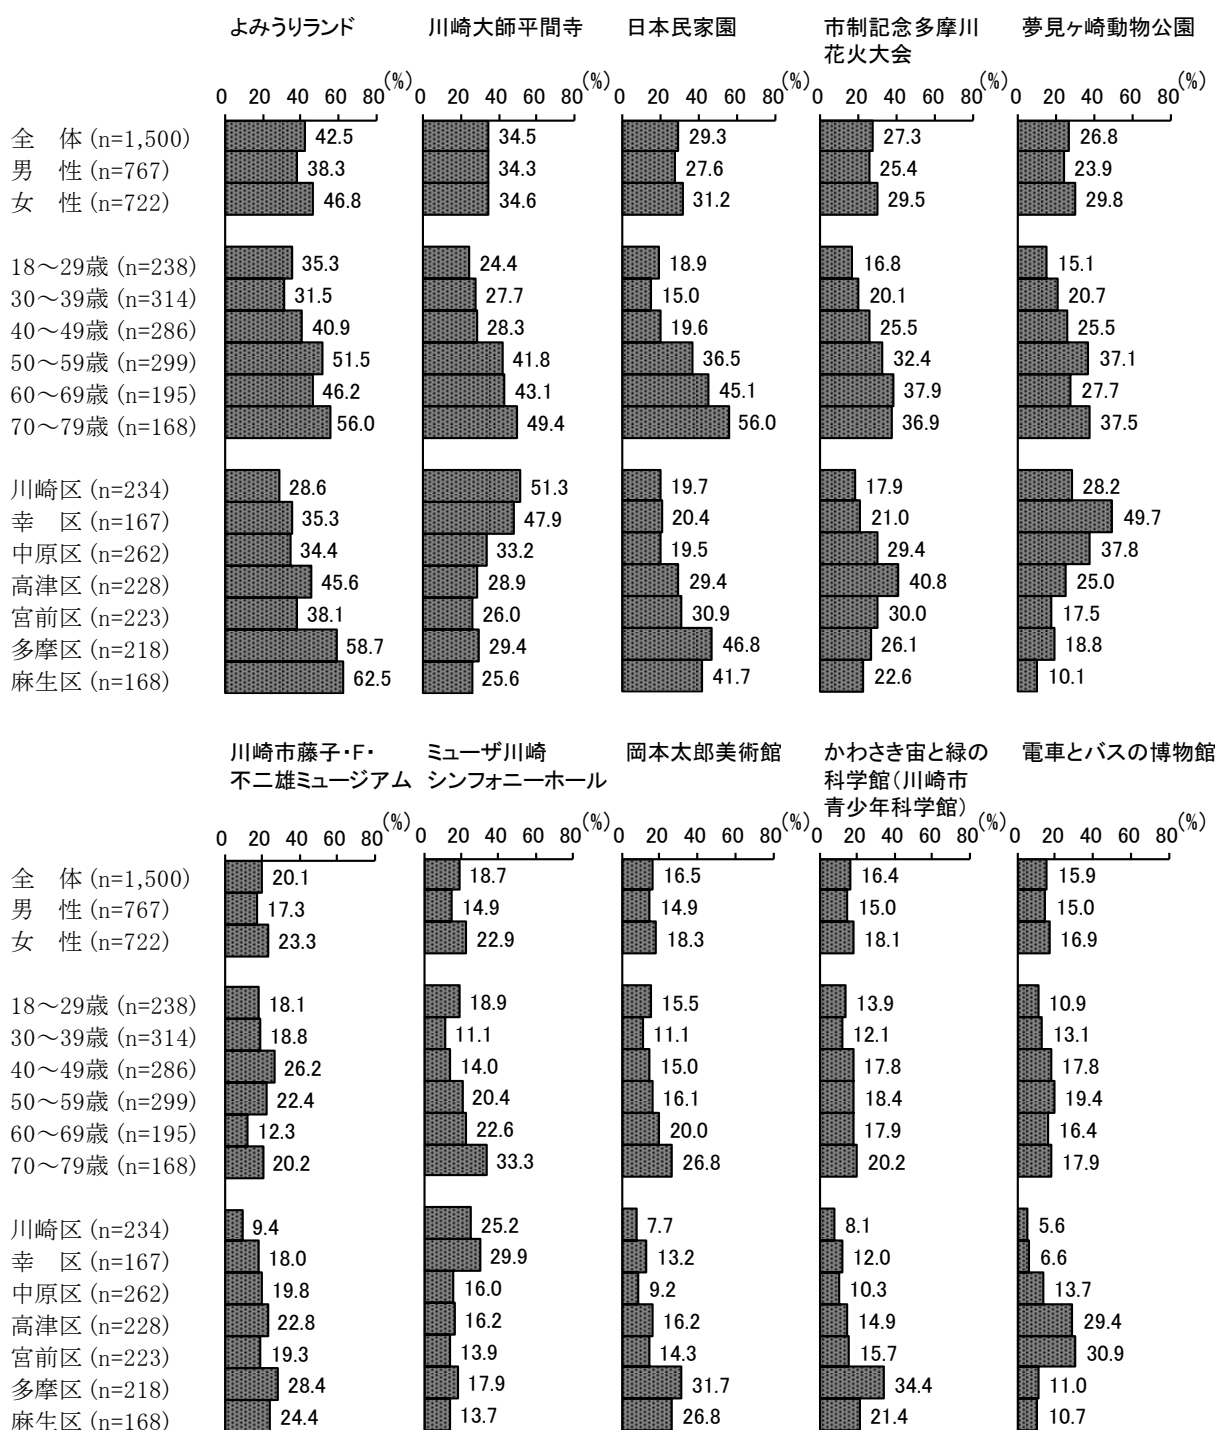 よみうりランド 川崎大師平間寺 日本民家園 市制記念多摩川 夢見ヶ崎動物公園
花火大会
(%) (%) (%) (%) (%)
0 20 40 60 80 0 20 40 60 80 0 20 40 60 80 0 20 40 60 80 0 20 40 60 80
全 体 (n=1,500) 42.5 34.5 29.3 27.3 26.8
男 性 (n=767) 38.3 34.3 27.6 25.4 23.9
女 性 (n=722) 46.8 34.6 31.2 29.5 29.8
18～29歳 (n=238) 35.3 24.4 18.9 16.8 15.1
30～39歳 (n=314) 31.5 27.7 15.0 20.1 20.7
40～49歳 (n=286) 40.9 28.3 19.6 25.5 25.5
50～59歳 (n=299) 51.5 41.8 36.5 32.4 37.1
60～69歳 (n=195) 46.2 43.1 45.1 37.9 27.7
70～79歳 (n=168) 56.0 49.4 56.0 36.9 37.5
川崎区 (n=234) 28.6 51.3 19.7 17.9 28.2
幸 区 (n=167) 35.3 47.9 20.4 21.0 49.7
中原区 (n=262) 34.4 33.2 19.5 29.4 37.8
高津区 (n=228) 45.6 28.9 29.4 40.8 25.0
宮前区 (n=223) 38.1 26.0 30.9 30.0 17.5
多摩区 (n=218) 58.7 29.4 46.8 26.1 18.8
麻生区 (n=168) 62.5 25.6 41.7 22.6 10.1
川崎市藤子・F・ ミューザ川崎 岡本太郎美術館 かわさき宙と緑の 電車とバスの博物館
不二雄ミュージアム シンフォニーホール 科学館（川崎市
青少年科学館）
(%) (%) (%) (%) (%)
0 20 40 60 80 0 20 40 60 80 0 20 40 60 80 0 20 40 60 80 0 20 40 60 80
全 体 (n=1,500) 20.1 18.7 16.5 16.4 15.9
男 性 (n=767) 17.3 14.9 14.9 15.0 15.0
女 性 (n=722) 23.3 22.9 18.3 18.1 16.9
18～29歳 (n=238) 18.1 18.9 15.5 13.9 10.9
30～39歳 (n=314) 18.8 11.1 11.1 12.1 13.1
40～49歳 (n=286) 26.2 14.0 15.0 17.8 17.8
50～59歳 (n=299) 22.4 20.4 16.1 18.4 19.4
60～69歳 (n=195) 12.3 22.6 20.0 17.9 16.4
70～79歳 (n=168) 20.2 33.3 26.8 20.2 17.9
川崎区 (n=234) 9.4 25.2 7.7 8.1 5.6
幸 区 (n=167) 18.0 29.9 13.2 12.0 6.6
中原区 (n=262) 19.8 16.0 9.2 10.3 13.7
高津区 (n=228) 22.8 16.2 16.2 14.9 29.4
宮前区 (n=223) 19.3 13.9 14.3 15.7 30.9
多摩区 (n=218) 28.4 17.9 31.7 34.4 11.0
麻生区 (n=168) 24.4 13.7 26.8 21.4 10.7